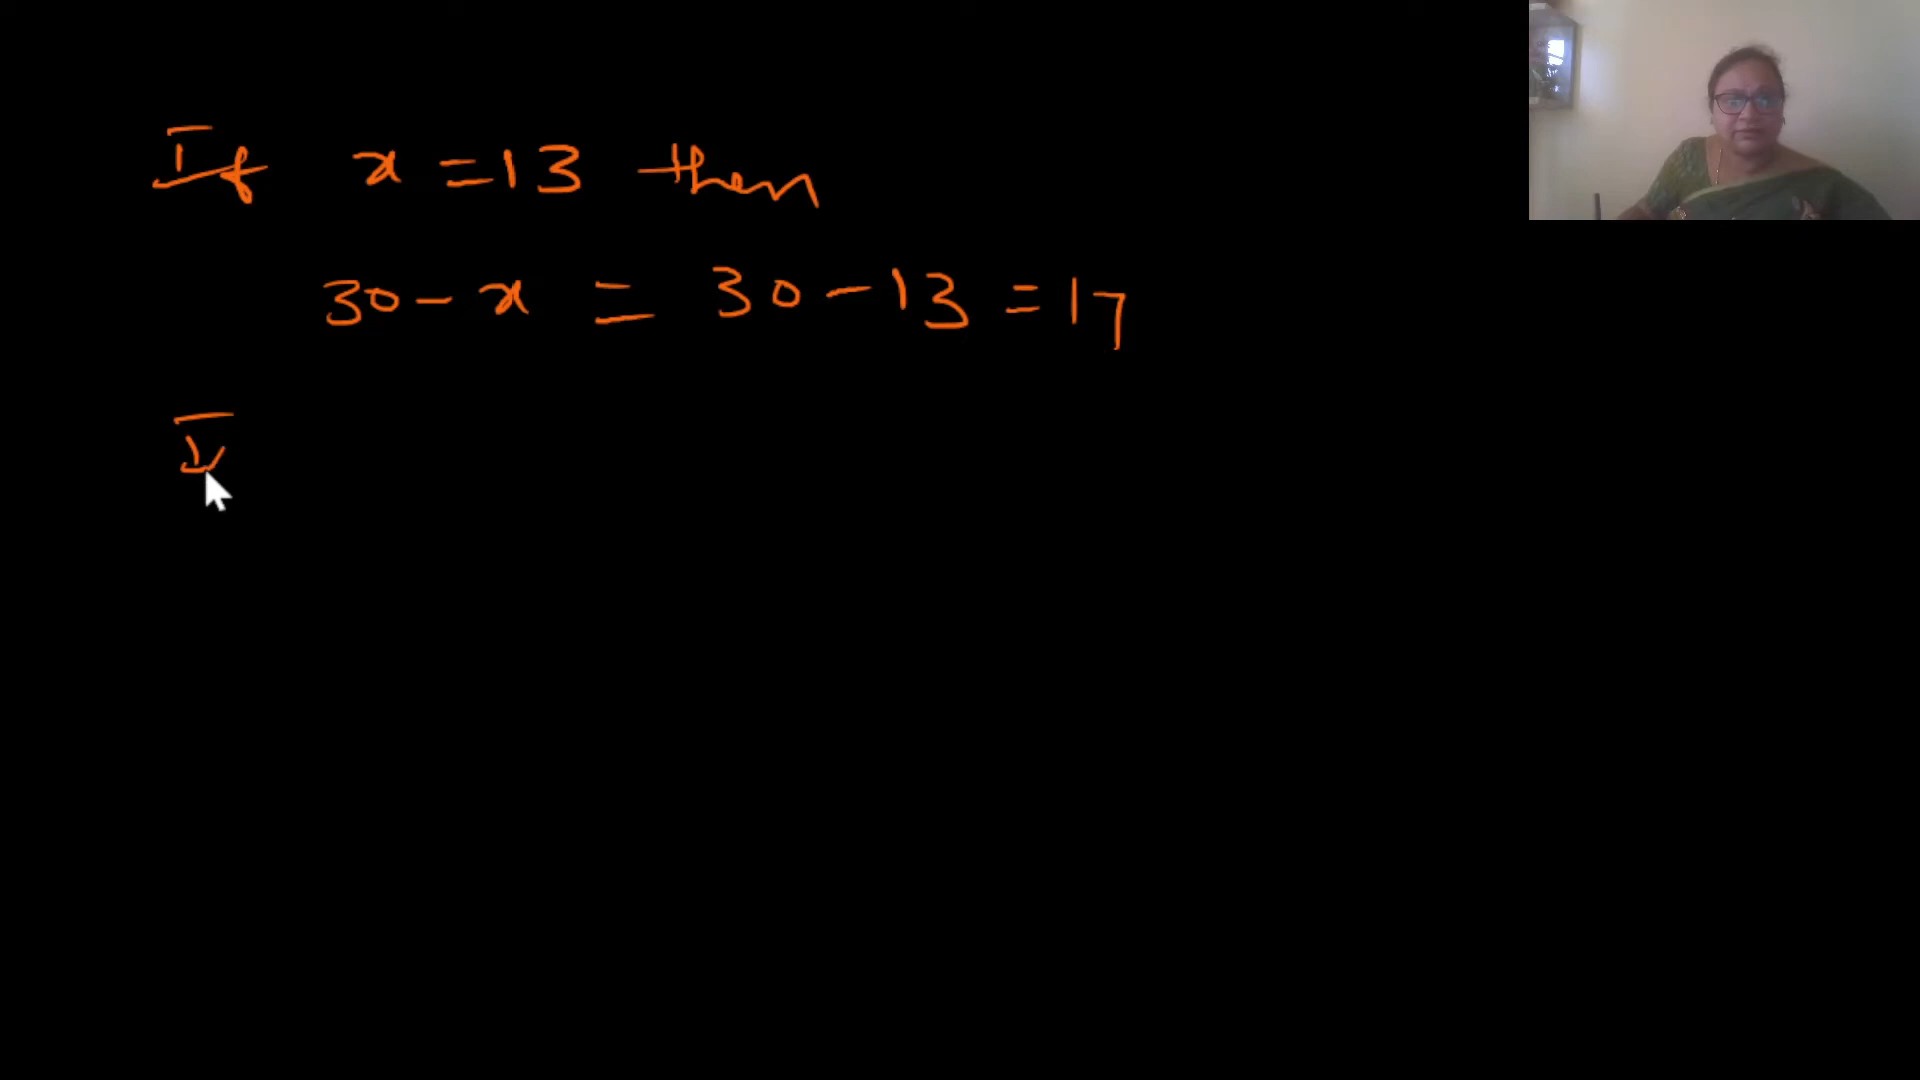 If x = 13 then
30 - x = 30 - 13 = 17
I